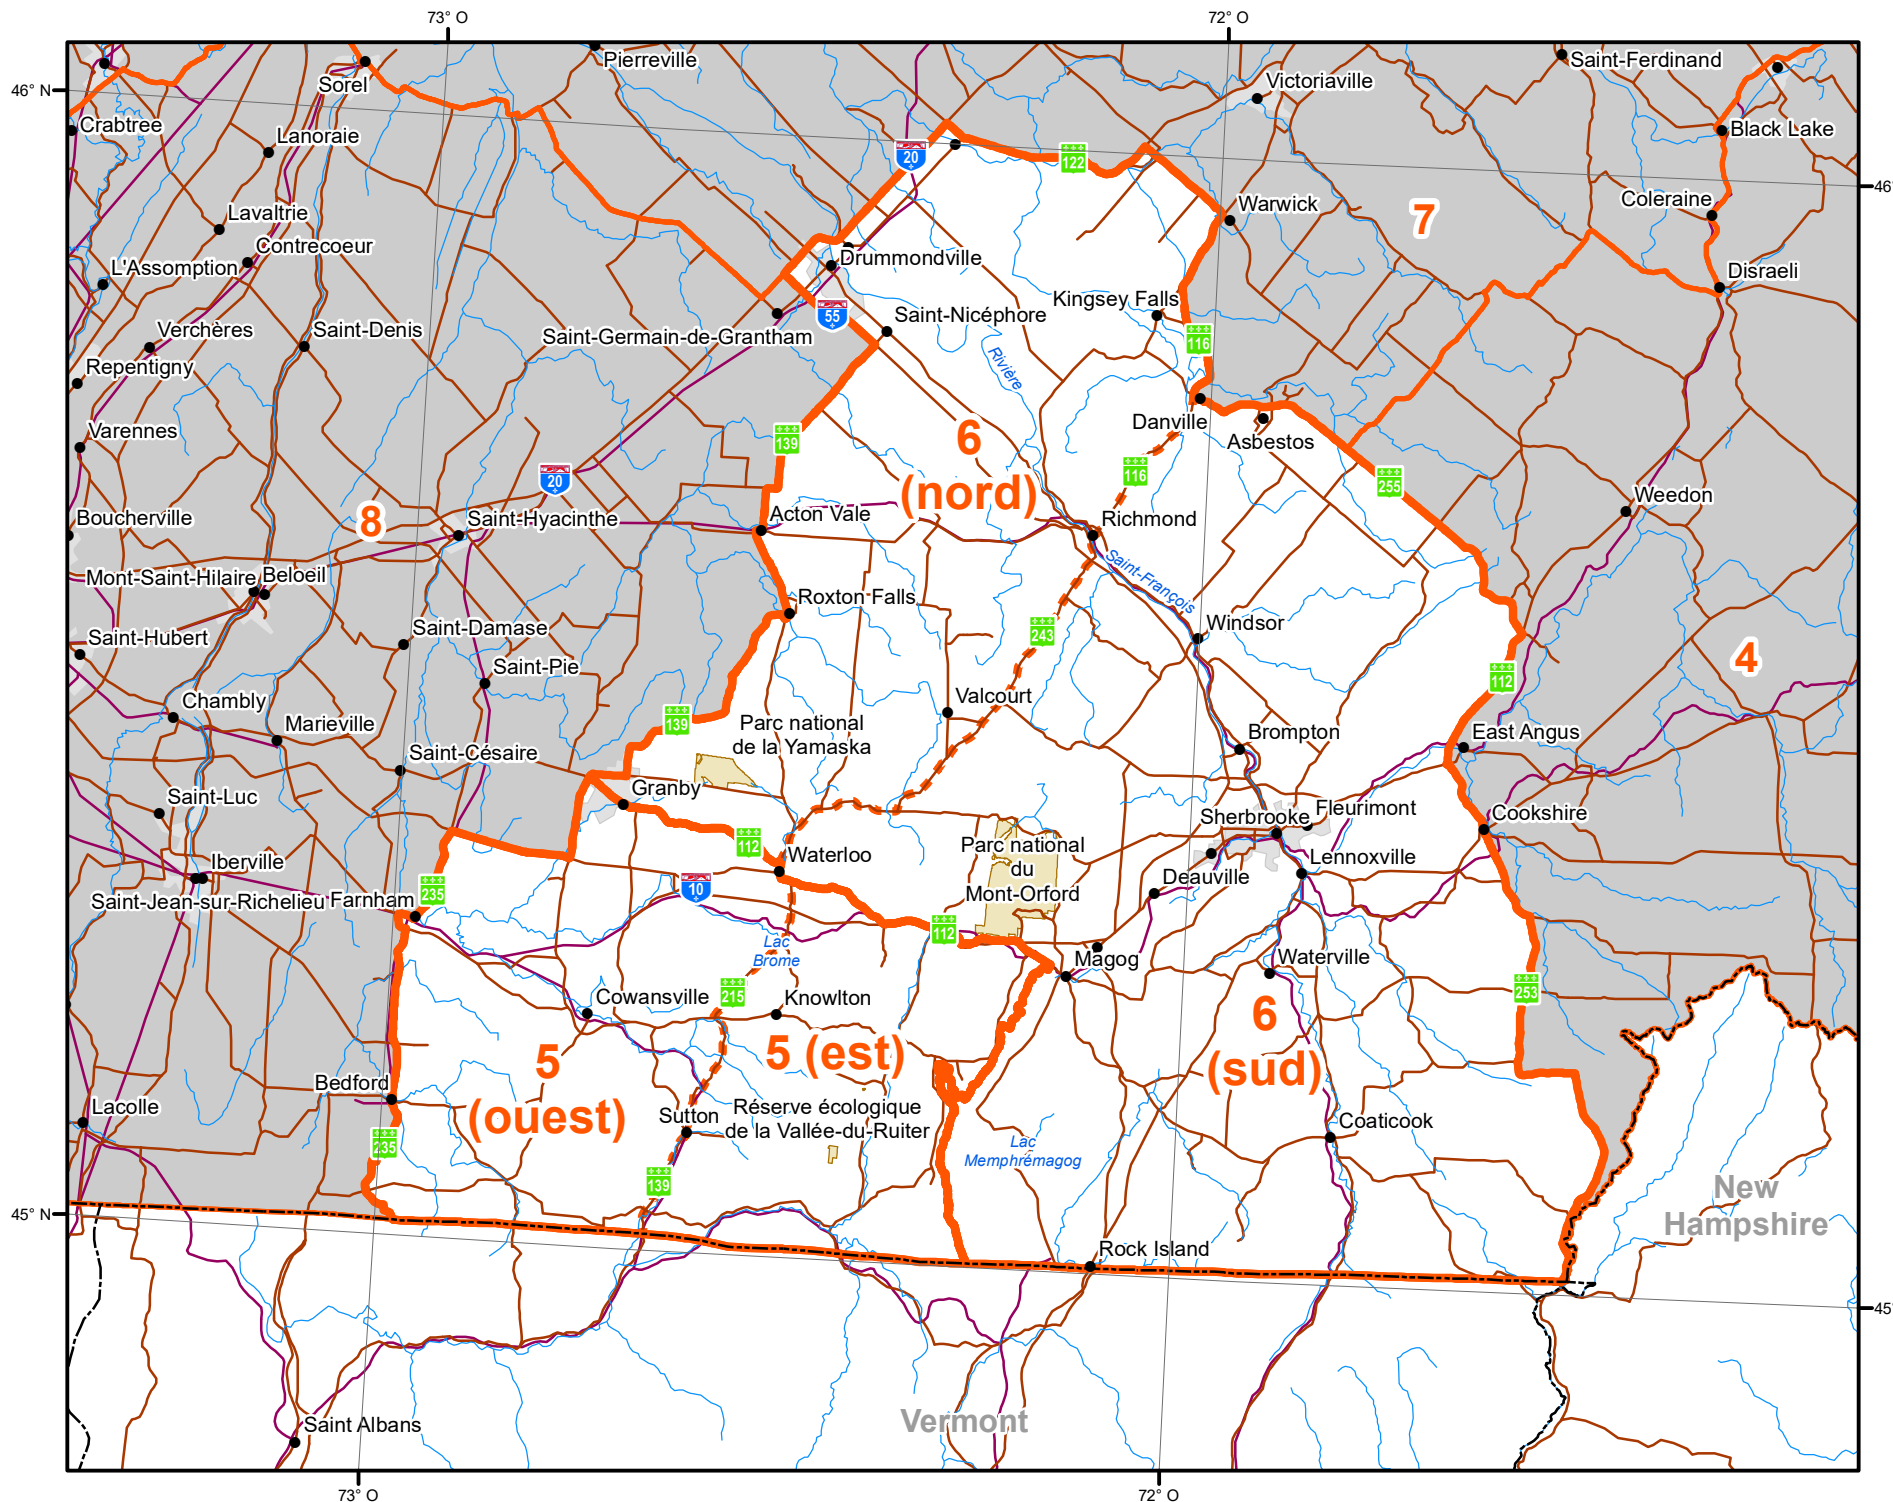 73° O
72° O
Pierreville
Saint-Ferdinand
Sorel
Victoriaville
46° N
Crabtree
Lanoraie
Black Lake
20
122
46°
Lavaltrie
Warwick
Coleraine
7
Contrecoeur
L'Assomption
Drummondville
Disraeli
Kingsey Falls
55
Saint-Nicéphore
Verchères
Saint-Denis
Saint-Germain-de-Grantham
116
Repentigny
Rivière
Varennes
139
6
(nord)
Danville
Asbestos
116
255
20
Weedon
Boucherville
8
Saint-Hyacinthe
Acton Vale
Richmond
Mont-Saint-Hilaire
Beloeil
Saint-François
Roxton Falls
Saint-Hubert
Saint-Damase
243
Windsor
Saint-Pie
4
112
Chambly
Marieville
139
Valcourt
Parc national
de la Yamaska
Brompton
East Angus
Saint-Césaire
Granby
Saint-Luc
Sherbrooke
Fleurimont
Cookshire
112
Waterloo
Parc national
du
Mont-Orford
Iberville
Lennoxville
Deauville
235
10
Saint-Jean-sur-Richelieu
Farnham
112
Lac
Brome
Magog
Waterville
215
Cowansville
Knowlton
253
5
(ouest)
5 (est)
6
(sud)
Bedford
Lacolle
Sutton
Réserve écologique
de la Vallée-du-Ruiter
Coaticook
235
Lac
Memphrémagog
139
New
Hampshire
45° N
Rock Island
45°
Vermont
Saint Albans
73° O
72° O